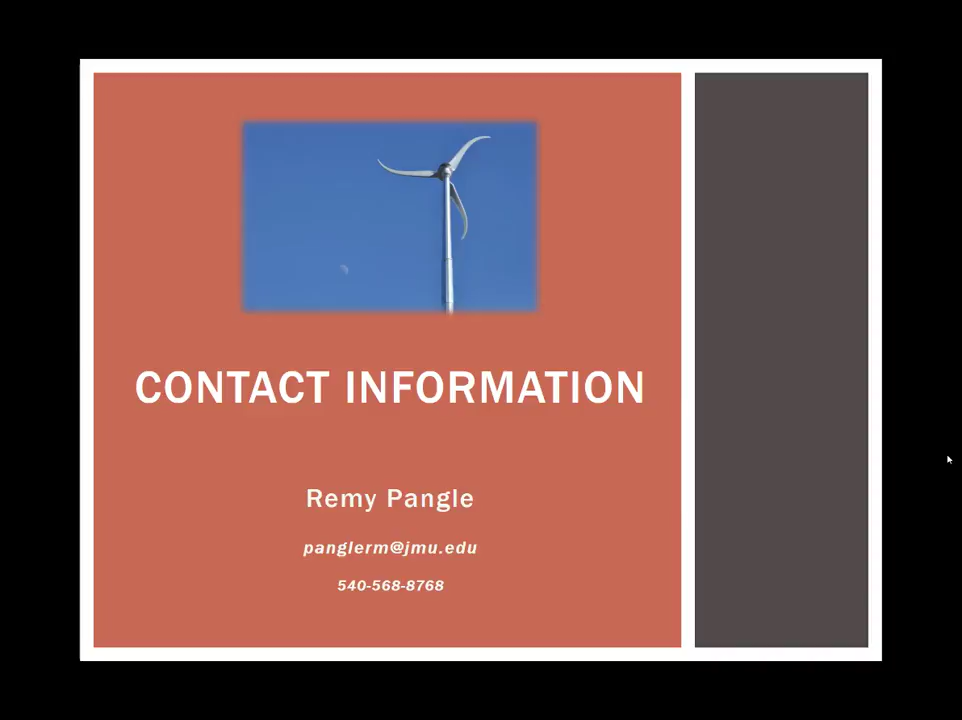 CONTACT INFORMATION
Remy Pangle
panglerm@jmu.edu
540-568-8768